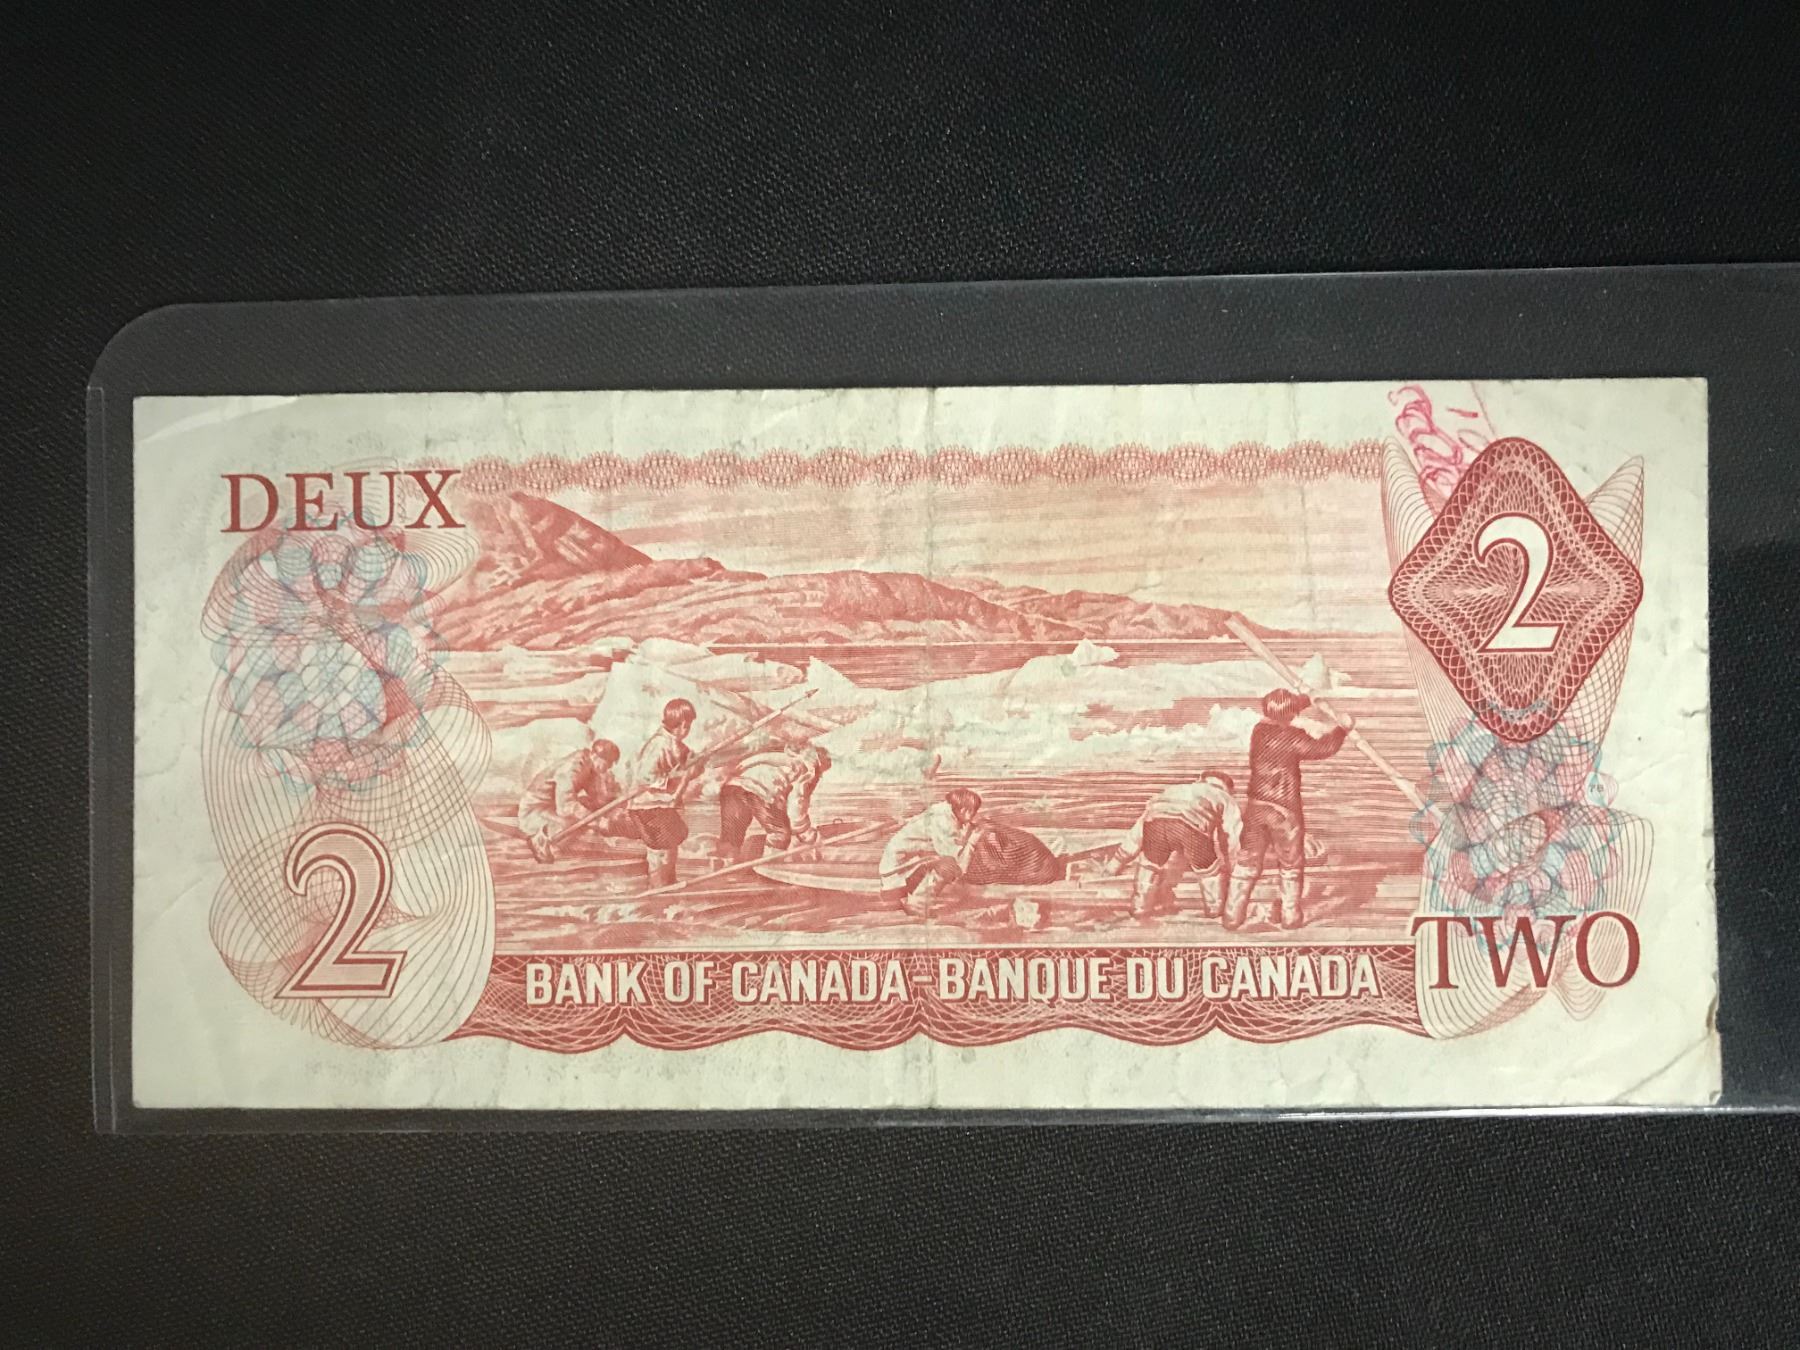 DEUX
2
2
BANK OF CANADA–BANQUE DU CANADA
TWO